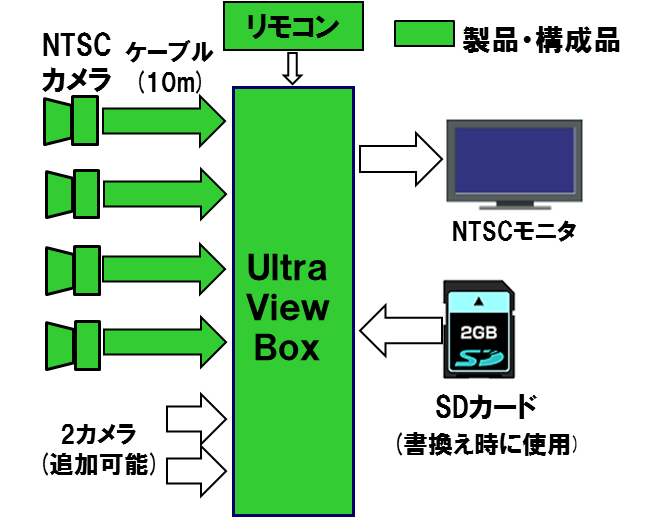 リモコン
製品・構成品
NTSC
カメラ
ケーブル
(10m)
Ultra
View
Box
NTSCモニタ
2GB
SD
SDカード
(書換え時に使用)
2カメラ
(追加可能)